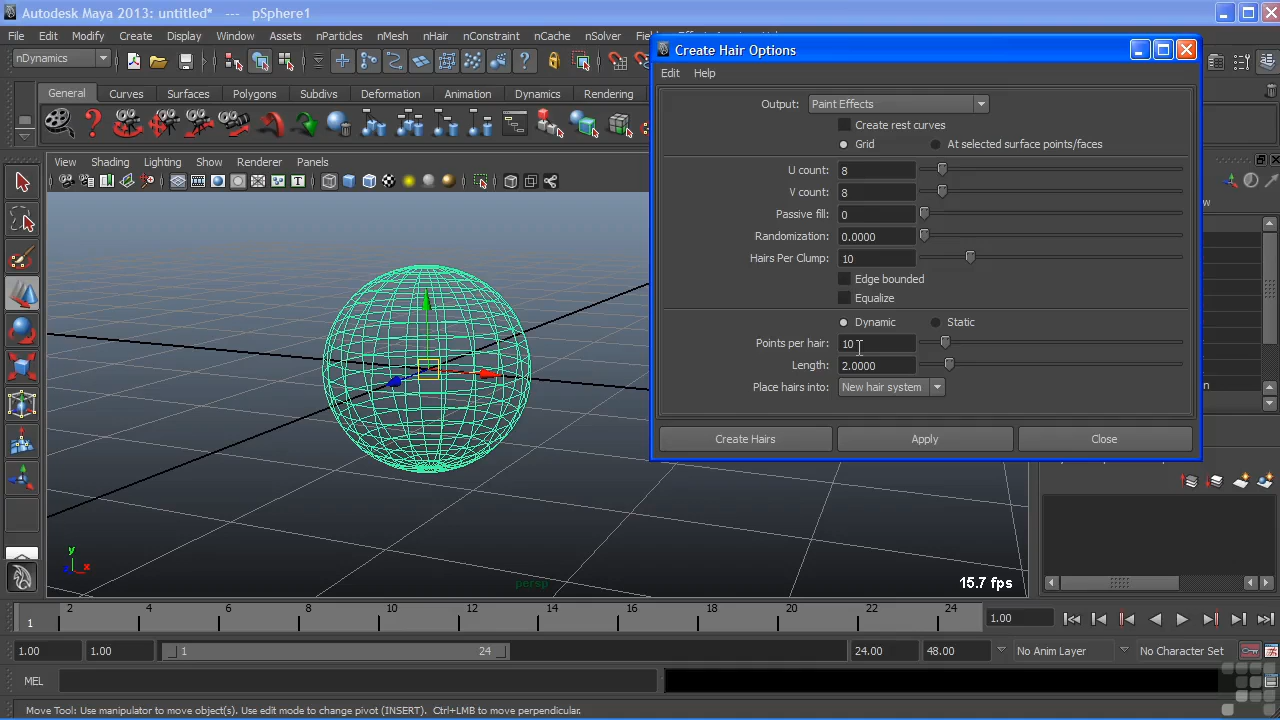 Autodesk Maya 2013: untitled* --- pSphere1
File Edit Modify Create Display Window Assets nParticles nMesh nHair nConstraint nCache nSolver
nDynamics
General Curves Surfaces Polygons Subdivs Deformation Animation Dynamics Rendering
View Shading Lighting Show Renderer Panels
Create Hair Options
Edit Help
Output: Paint Effects
Create rest curves
Grid At selected surface points/faces
U count: 8
V count: 8
Passive fill: 0
Randomization: 0.0000
Hairs Per Clump: 10
Edge bounded
Equalize
Dynamic Static
Points per hair: 10
Length: 2.0000
Place hairs into: New hair system
Create Hairs Apply Close
y
x
z
persp
15.7 fps
1 2 4 6 8 10 12 14 16 18 20 22 24 1.00
1.00 1.00 1 24 24.00 48.00 No Anim Layer No Character Set
MEL
Move Tool: Use manipulator to move object(s). Use edit mode to change pivot (INSERT). Ctrl+LMB to move perpendicular.